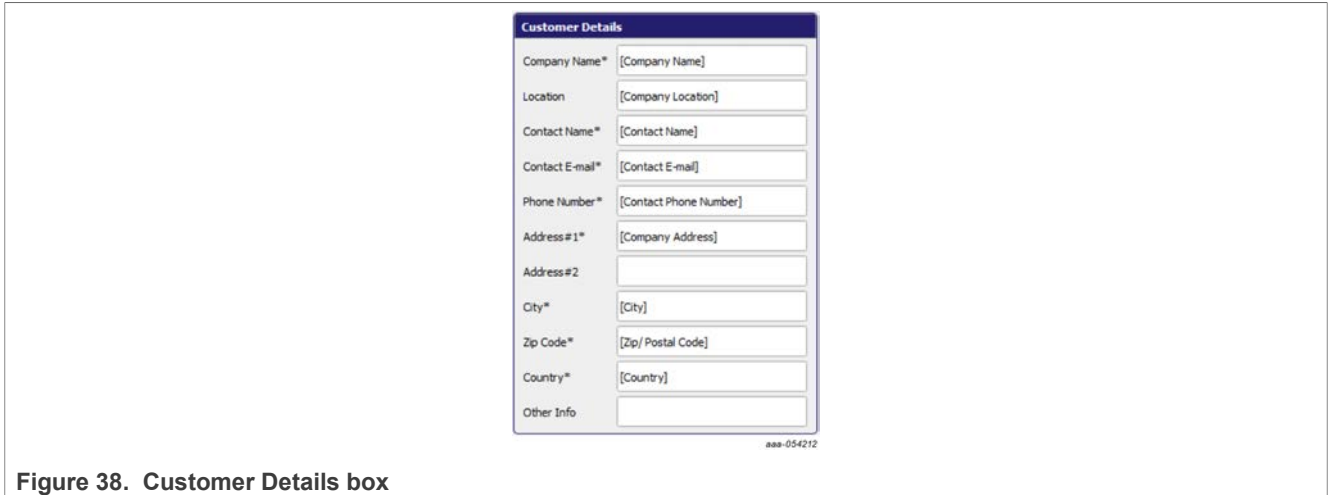 Customer Details
Company Name* [Company Name]
Location [Company Location]
Contact Name* [Contact Name]
Contact E-mail* [Contact E-mail]
Phone Number* [Contact Phone Number]
Address#1* [Company Address]
Address#2
City* [City]
Zip Code* [Zip/ Postal Code]
Country* [Country]
Other Info
aaa-054212
Figure 38. Customer Details box